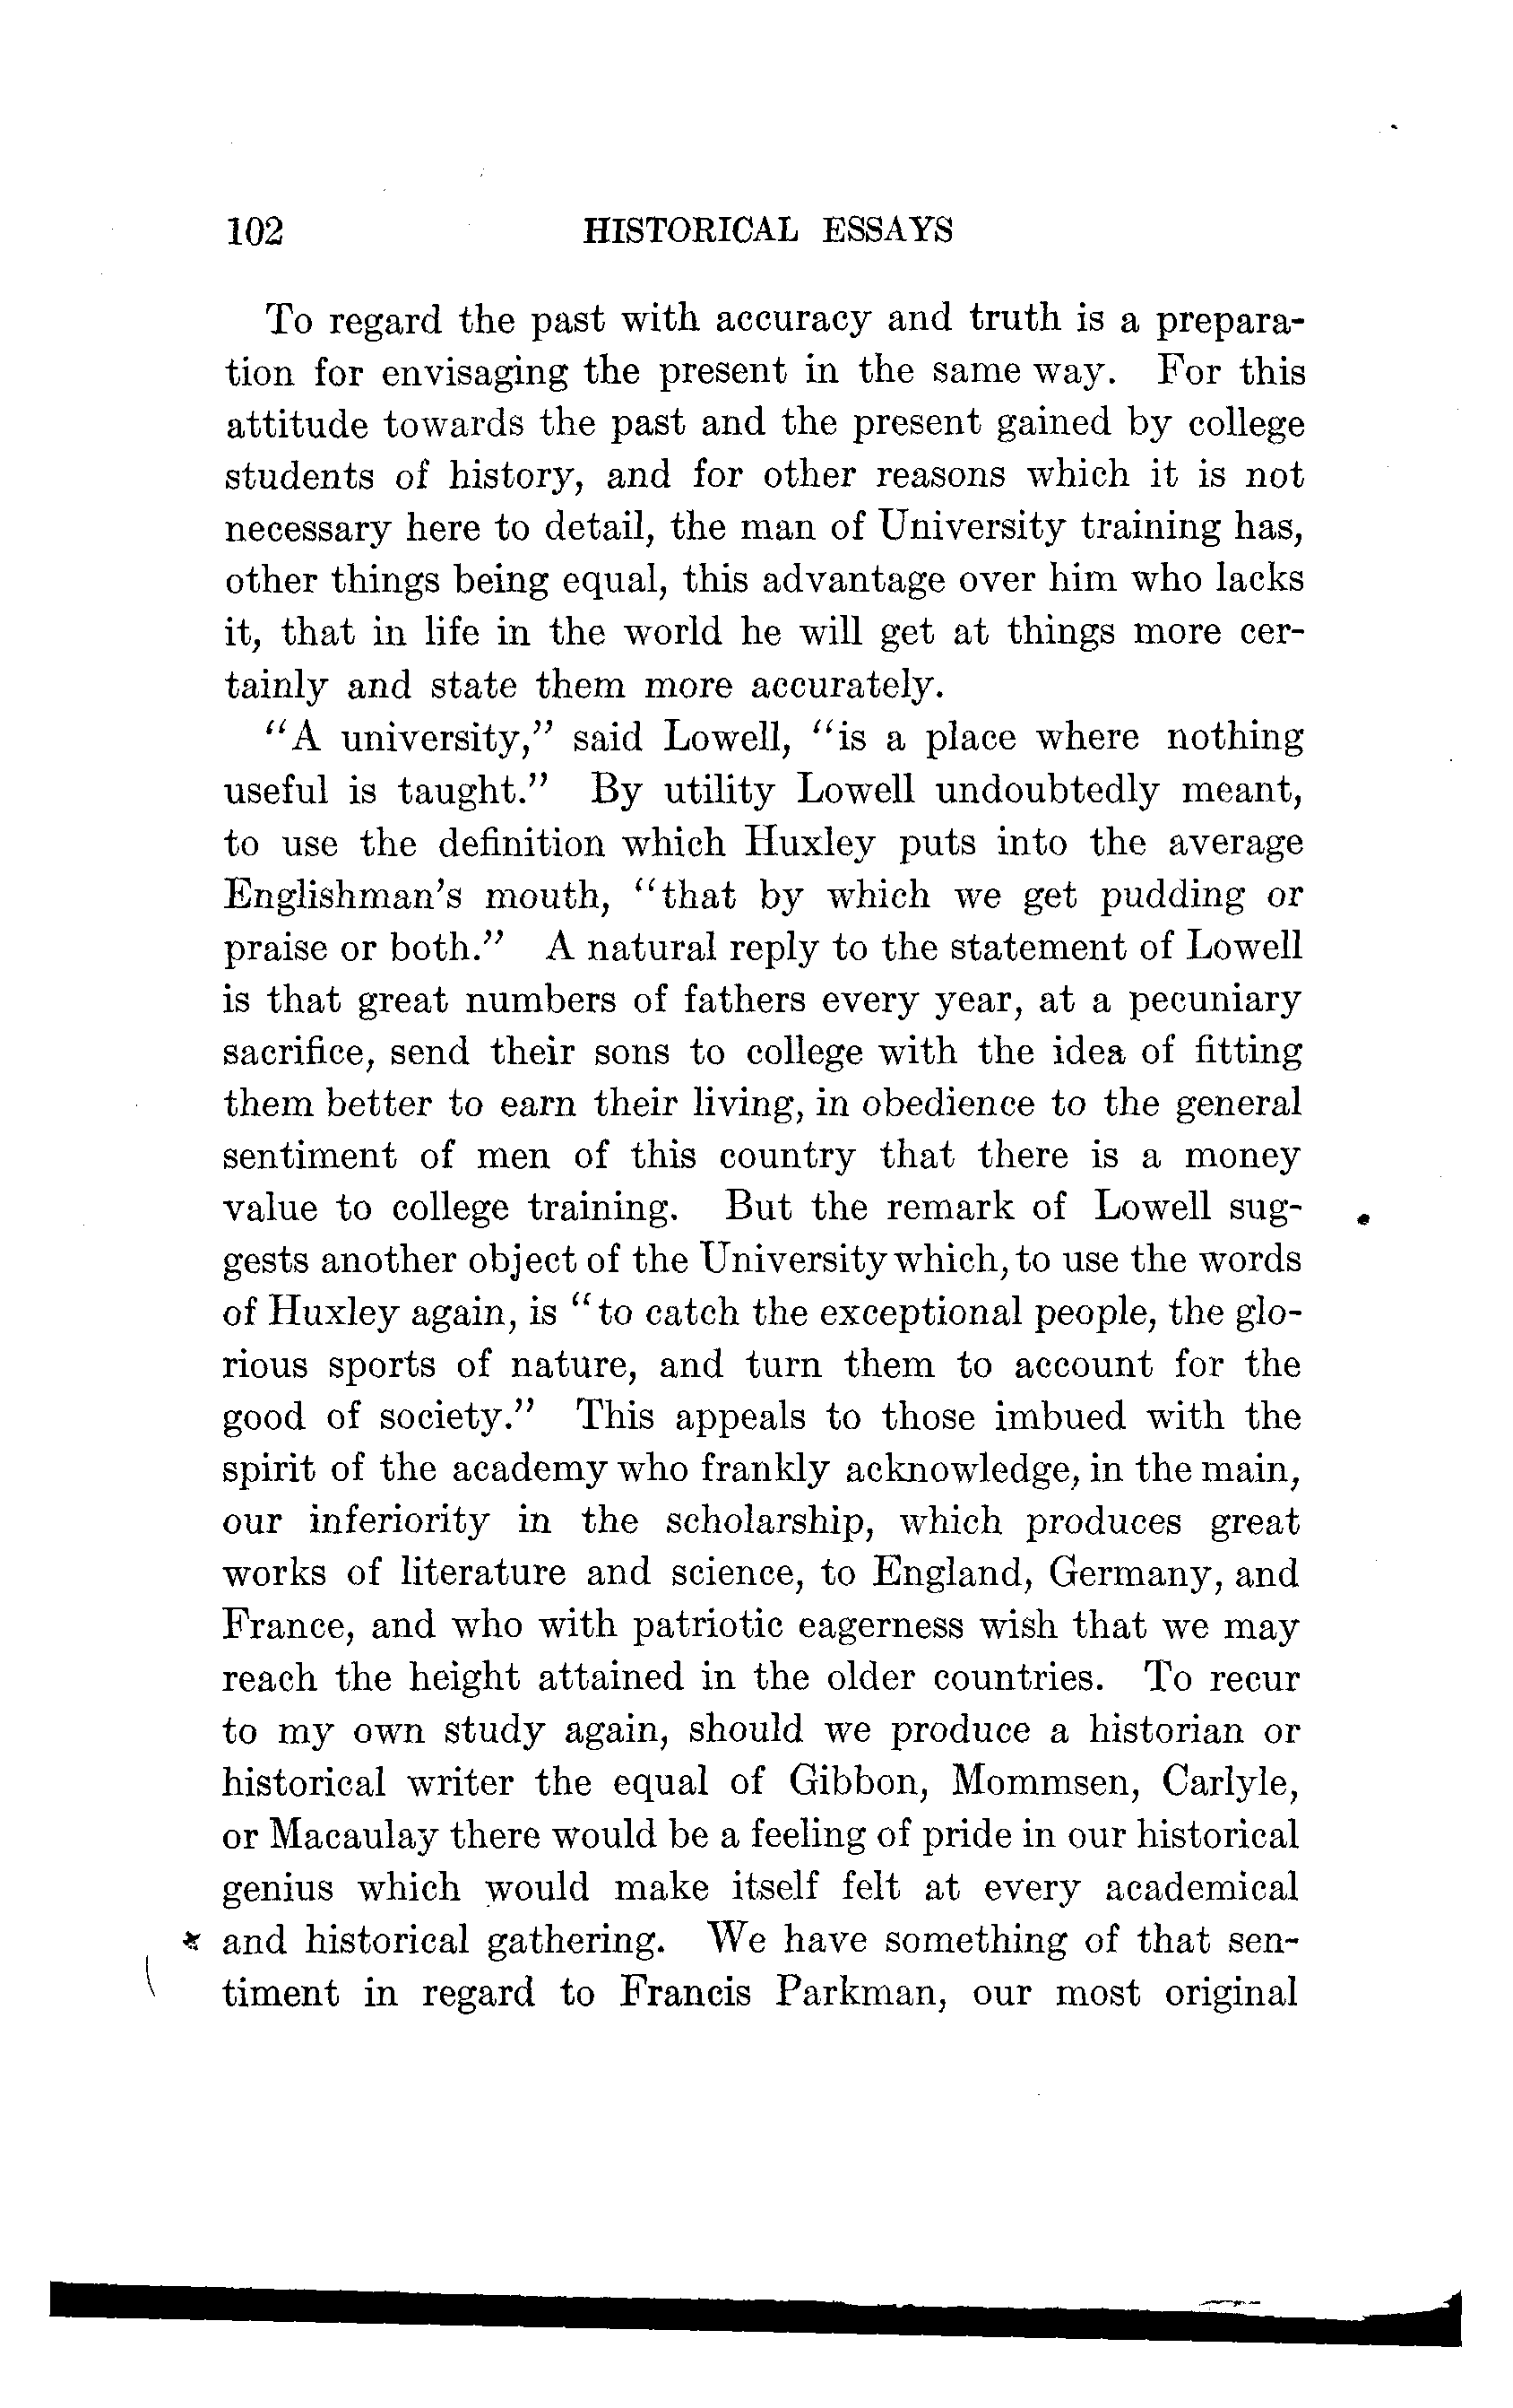 102 HISTORICAL ESSAYS
To regard the past with accuracy and truth is a prepara-
tion for envisaging the present in the same way. For this
attitude towards the past and the present gained by college
students of history, and for other reasons which it is not
necessary here to detail, the man of University training has,
other things being equal, this advantage over him who lacks
it, that in life in the world he will get at things more cer-
tainly and state them more accurately.
"A university," said Lowell, "is a place where nothing
useful is taught." By utility Lowell undoubtedly meant,
to use the definition which Huxley puts into the average
Englishman's mouth, "that by which we get pudding or
praise or both." A natural reply to the statement of Lowell
is that great numbers of fathers every year, at a pecuniary
sacrifice, send their sons to college with the idea of fitting
them better to earn their living, in obedience to the general
sentiment of men of this country that there is a money
value to college training. But the remark of Lowell sug-
gests another object of the University which, to use the words
of Huxley again, is "to catch the exceptional people, the glo-
rious sports of nature, and turn them to account for the
good of society." This appeals to those imbued with the
spirit of the academy who frankly acknowledge, in the main,
our inferiority in the scholarship, which produces great
works of literature and science, to England, Germany, and
France, and who with patriotic eagerness wish that we may
reach the height attained in the older countries. To recur
to my own study again, should we produce a historian or
historical writer the equal of Gibbon, Mommsen, Carlyle,
or Macaulay there would be a feeling of pride in our historical
genius which would make itself felt at every academical
and historical gathering. We have something of that sen-
timent in regard to Francis Parkman, our most original